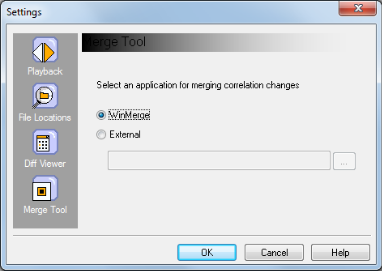 Settings
Merge Tool
Playback
File Locations
Diff Viewer
Merge Tool
Select an application for merging correlation changes
WinMerge
External
...
OK
Cancel
Help